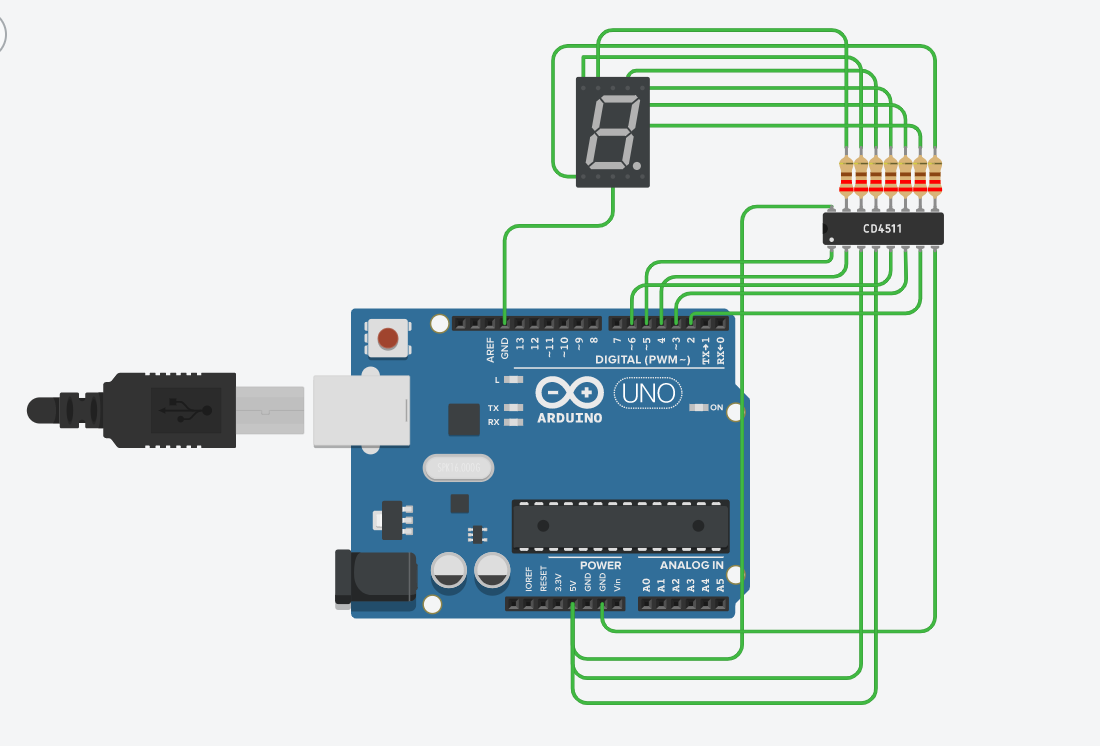 CD4511
AREF
GND
13
12
~11
~10
~9
8
7
~6
~5
4
~3
2
TX→1
RX←0
DIGITAL (PWM~)
L
TX
RX
ARDUINO
UNO
ON
POWER
ANALOG IN
IOREF
RESET
3.3V
5V
GND
GND
Vin
A0
A1
A2
A3
A4
A5